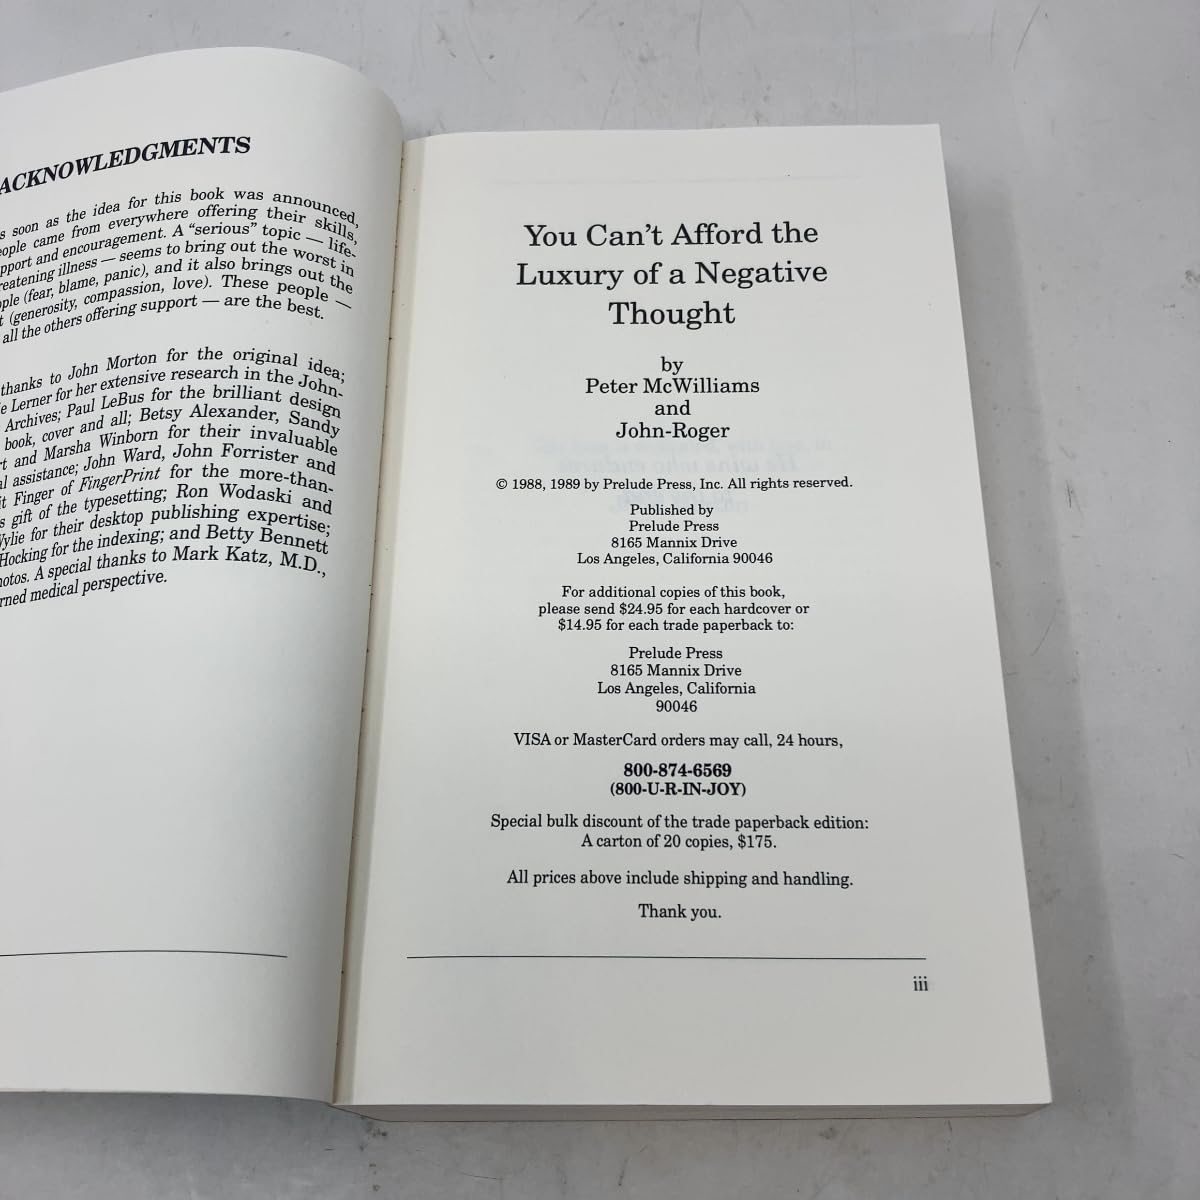 ACKNOWLEDGMENTS
soon as the idea for this book was announced,
came from everywhere offering their skills,
and encouragement. A “serious” topic — life-
illness — seems to bring out the worst in
(fear, blame, panic), and it also brings out the
(generosity, compassion, love). These people —
all the others offering support — are the best.
thanks to John Morton for the original idea;
Lerner for her extensive research in the John-
Archives; Paul LeBus for the brilliant design
book, cover and all; Betsy Alexander, Sandy
and Marsha Winborn for their invaluable
assistance; John Ward, John Forrister and
Finger of FingerPrint for the more-than-
gift of the typesetting; Ron Wodaski and
for their desktop publishing expertise;
Hocking for the indexing; and Betty Bennett
A special thanks to Mark Katz, M.D.,
medical perspective.
You Can't Afford the
Luxury of a Negative
Thought
by
Peter McWilliams
and
John-Roger
© 1988, 1989 by Prelude Press, Inc. All rights reserved.
Published by
Prelude Press
8165 Mannix Drive
Los Angeles, California 90046
For additional copies of this book,
please send $24.95 for each hardcover or
$14.95 for each trade paperback to:
Prelude Press
8165 Mannix Drive
Los Angeles, California
90046
VISA or MasterCard orders may call, 24 hours,
800-874-6569
(800-U-R-IN-JOY)
Special bulk discount of the trade paperback edition:
A carton of 20 copies, $175.
All prices above include shipping and handling.
Thank you.
iii